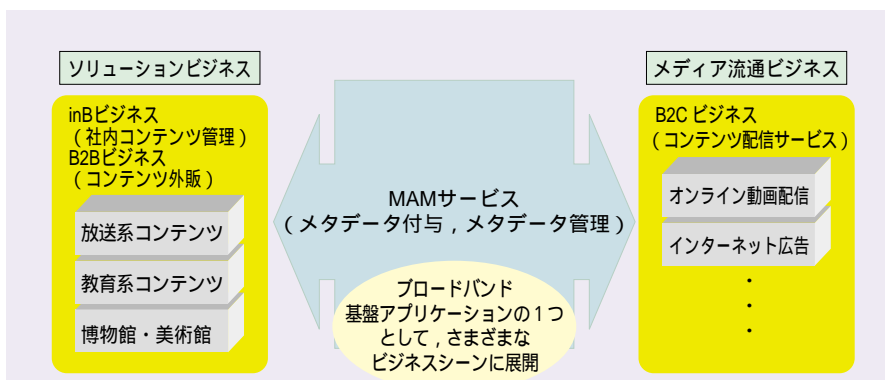 ソリューションビジネス
inBビジネス
(社内コンテンツ管理)
B2Bビジネス
(コンテンツ外販)
放送系コンテンツ
教育系コンテンツ
博物館・美術館
MAMサービス
(メタデータ付与,メタデータ管理)
ブロードバンド
基盤アプリケーションの1つ
として,さまざまな
ビジネスシーンに展開
メディア流通ビジネス
B2C ビジネス
(コンテンツ配信サービス)
オンライン動画配信
インターネット広告
・
・
・